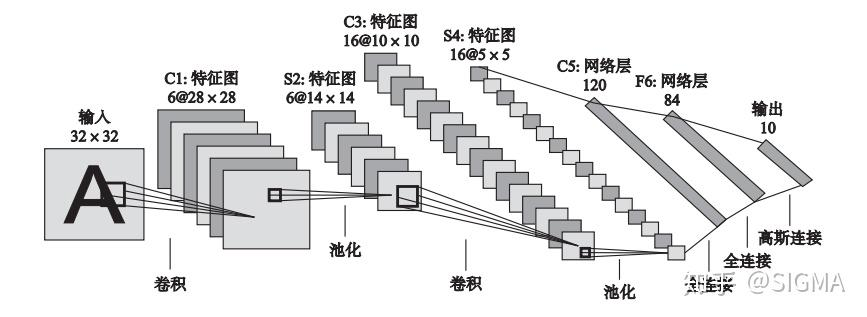 C3: 特征图
16@10 × 10
S4: 特征图
16@5 × 5
C1: 特征图
6@28 × 28
S2: 特征图
6@14 × 14
C5: 网络层
120
F6: 网络层
84
输出
10
输入
32 × 32
A
卷积
池化
卷积
池化
全连接
全连接
高斯连接
知乎 @SIGMA